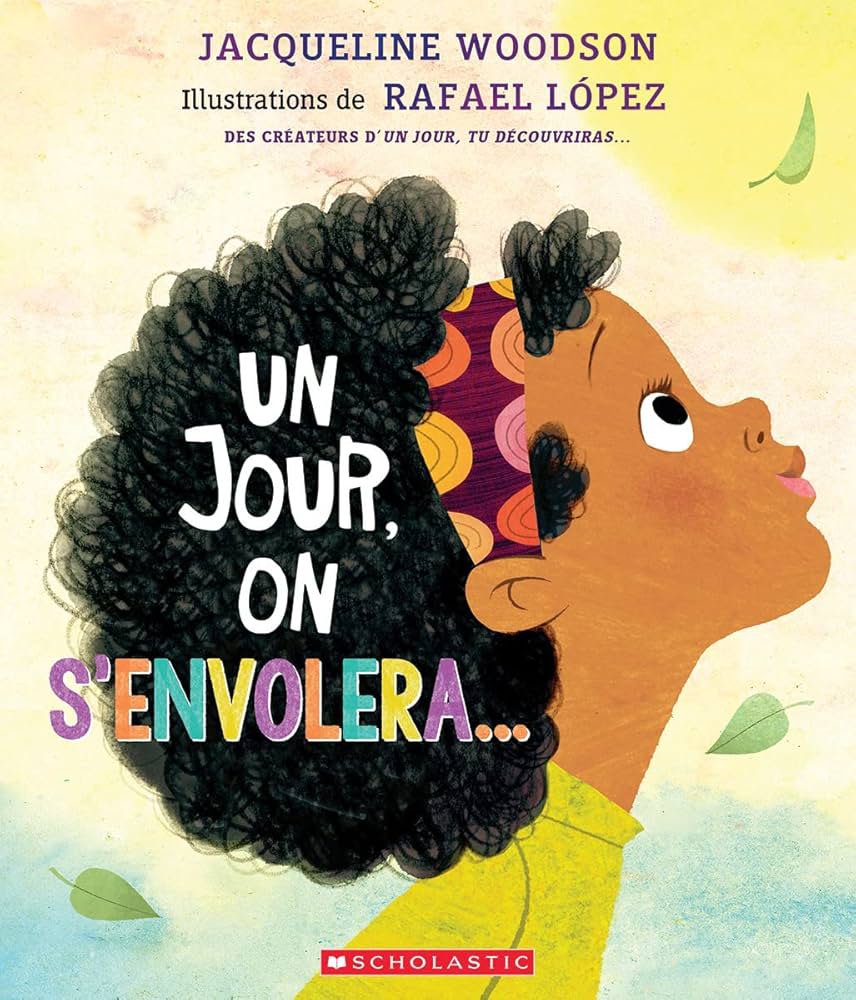 JACQUELINE WOODSON
Illustrations de RAFAEL LÓPEZ
DES CRÉATEURS D'UN JOUR, TU DÉCOUVRIRAS...
UN
JOUR,
ON
S'ENVOLERA...
SCHOLASTIC